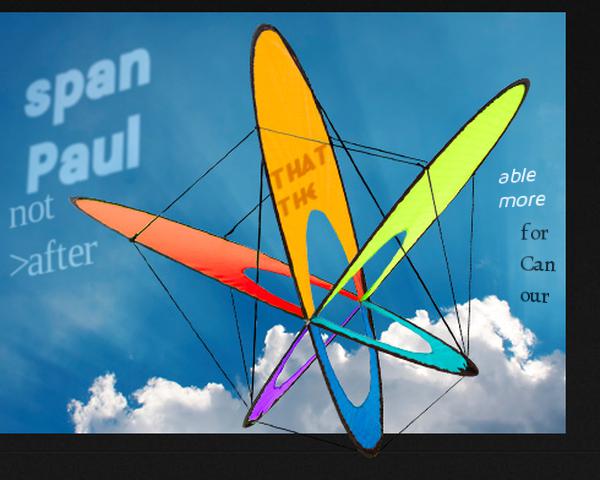 span
Paul
not
>after
THAT
THE
able
more
for
Can
our